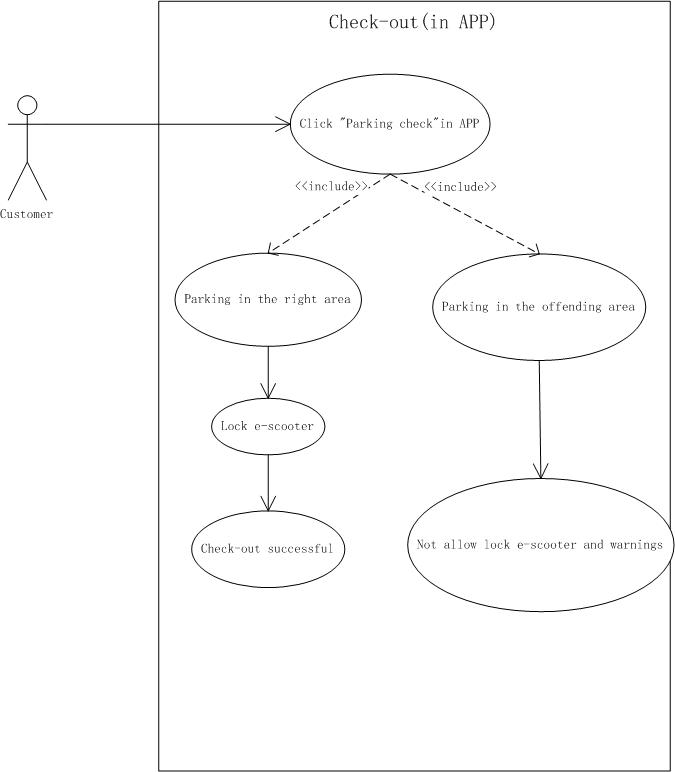 Check-out(in APP)
Click "Parking check"in APP
<<include>>
<<include>>
Customer
Parking in the right area
Parking in the offending area
Lock e-scooter
Check-out successful
Not allow lock e-scooter and warnings